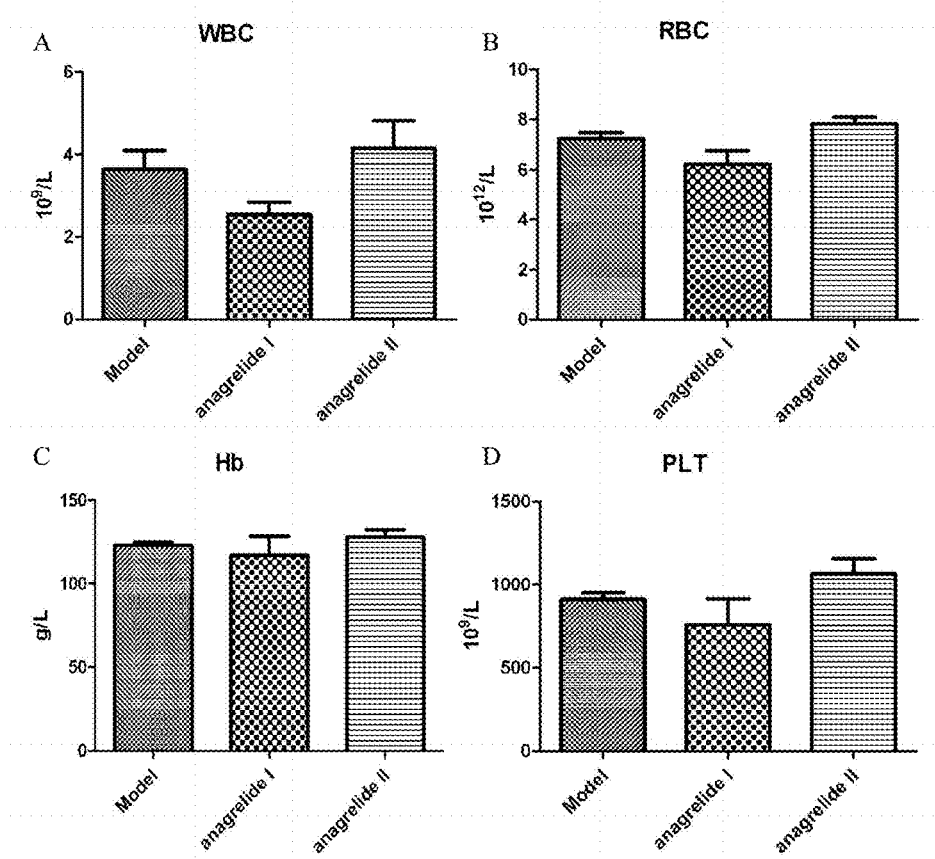 A
WBC
6
4
2
0
10⁹/L
Model
anagrelide I
anagrelide II
B
RBC
10
8
6
4
2
0
10¹²/L
Model
anagrelide I
anagrelide II
C
Hb
150
100
50
0
g/L
Model
anagrelide I
anagrelide II
D
PLT
1500
1000
500
0
10⁹/L
Model
anagrelide I
anagrelide II